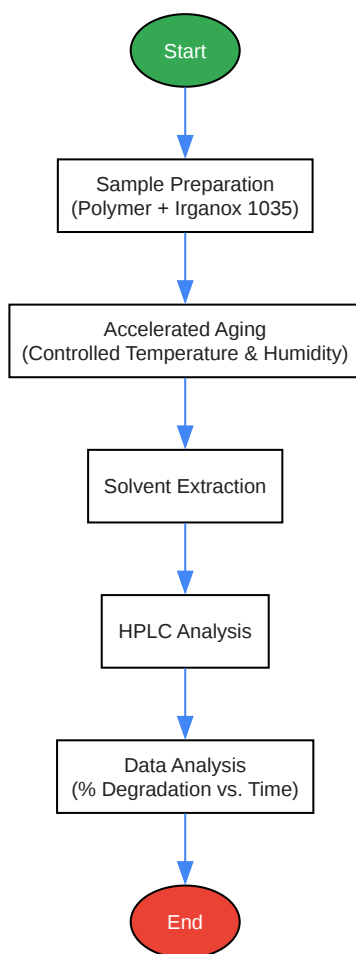 Start
Sample Preparation
(Polymer + Irganox 1035)
Accelerated Aging
(Controlled Temperature & Humidity)
Solvent Extraction
HPLC Analysis
Data Analysis
(% Degradation vs. Time)
End